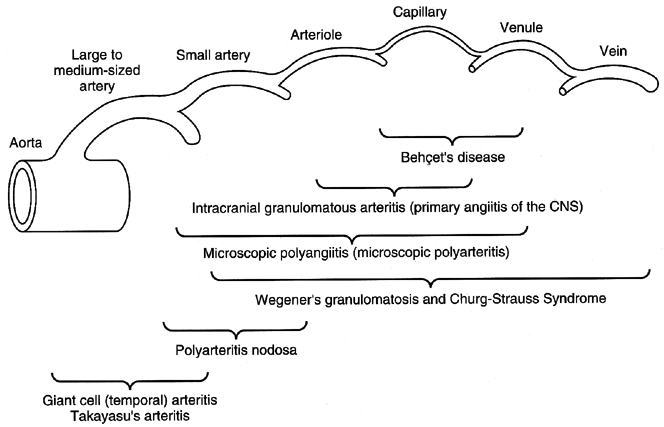 Capillary
Arteriole
Venule
Large to
medium-sized
artery
Small artery
Vein
Aorta
Behçet's disease
Intracranial granulomatous arteritis (primary angiitis of the CNS)
Microscopic polyangiitis (microscopic polyarteritis)
Wegener's granulomatosis and Churg-Strauss Syndrome
Polyarteritis nodosa
Giant cell (temporal) arteritis
Takayasu's arteritis